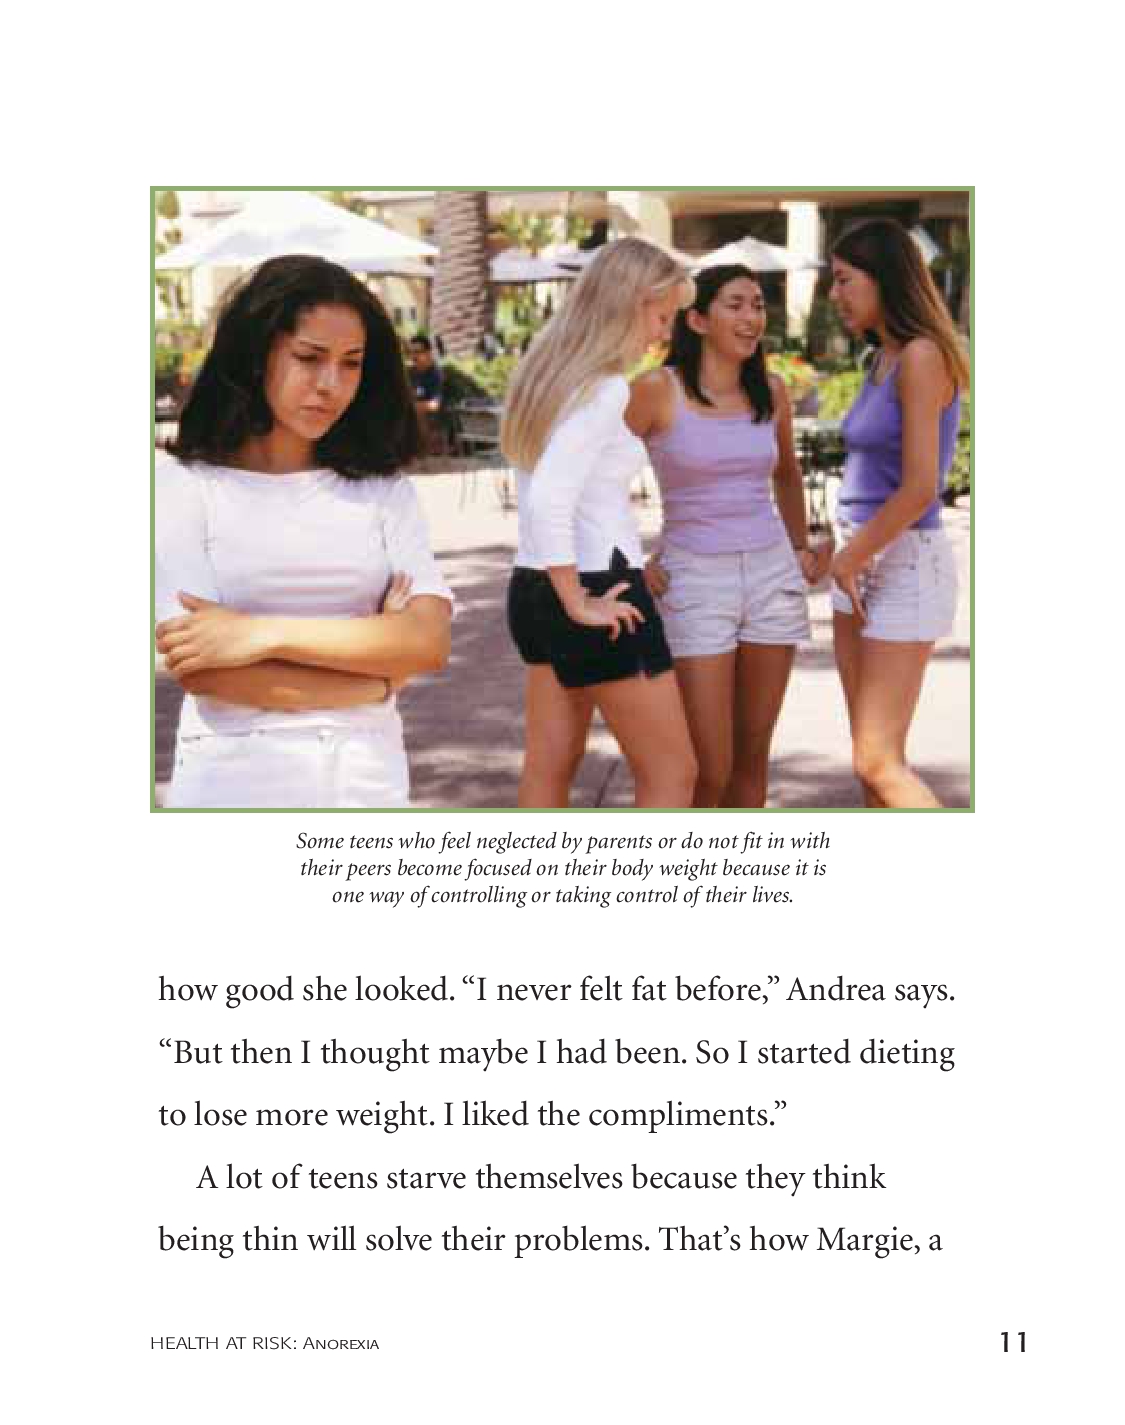 Some teens who feel neglected by parents or do not fit in with
their peers become focused on their body weight because it is
one way of controlling or taking control of their lives.
how good she looked. “I never felt fat before,” Andrea says.
“But then I thought maybe I had been. So I started dieting
to lose more weight. I liked the compliments.”
A lot of teens starve themselves because they think
being thin will solve their problems. That’s how Margie, a
HEALTH AT RISK: ANOREXIA
11